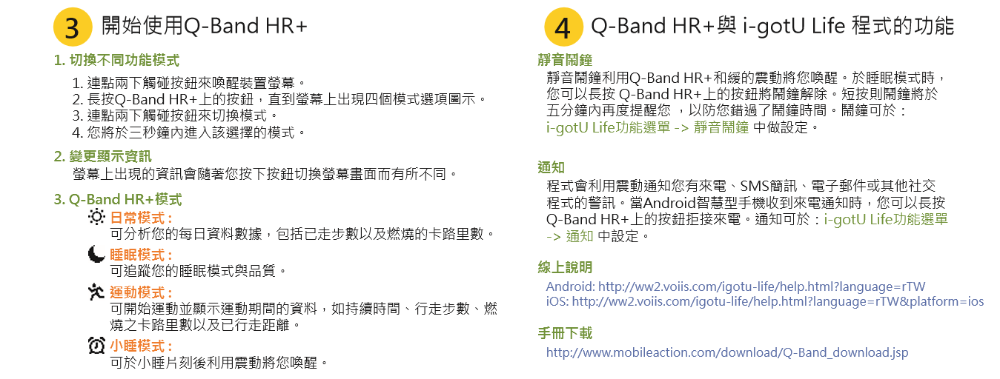 3 開始使用Q-Band HR+
1. 切換不同功能模式
1. 連點兩下觸碰按鈕來喚醒裝置螢幕。
2. 長按Q-Band HR+上的按鈕，直到螢幕上出現四個模式選項圖示。
3. 連點兩下觸碰按鈕來切換模式。
4. 您將於三秒鐘內進入該選擇的模式。
2. 變更顯示資訊
螢幕上出現的資訊會隨著您按下按鈕切換螢幕畫面而有所不同。
3. Q-Band HR+模式
日常模式 :
可分析您的每日資料數據，包括已走步數以及燃燒的卡路里數。
睡眠模式 :
可追蹤您的睡眠模式與品質。
運動模式 :
可開始運動並顯示運動期間的資料，如持續時間、行走步數、燃
燒之卡路里數以及已行走距離。
小睡模式 :
可於小睡片刻後利用震動將您喚醒。
4 Q-Band HR+與 i-gotU Life 程式的功能
靜音鬧鐘
靜音鬧鐘利用Q-Band HR+和緩的震動將您喚醒。於睡眠模式時，
您可以長按 Q-Band HR+上的按鈕將鬧鐘解除。短按則鬧鐘將於
五分鐘內再度提醒您 ，以防您錯過了鬧鐘時間。鬧鐘可於：
i-gotU Life功能選單 -> 靜音鬧鐘 中做設定。
通知
程式會利用震動通知您有來電、SMS簡訊、電子郵件或其他社交
程式的警訊。當Android智慧型手機收到來電通知時，您可以長按
Q-Band HR+上的按鈕拒接來電。通知可於：i-gotU Life功能選單
-> 通知 中設定。
線上說明
Android: http://ww2.voiis.com/igotu-life/help.html?language=rTW
iOS: http://ww2.voiis.com/igotu-life/help.html?language=rTW&platform=ios
手冊下載
http://www.mobileaction.com/download/Q-Band_download.jsp